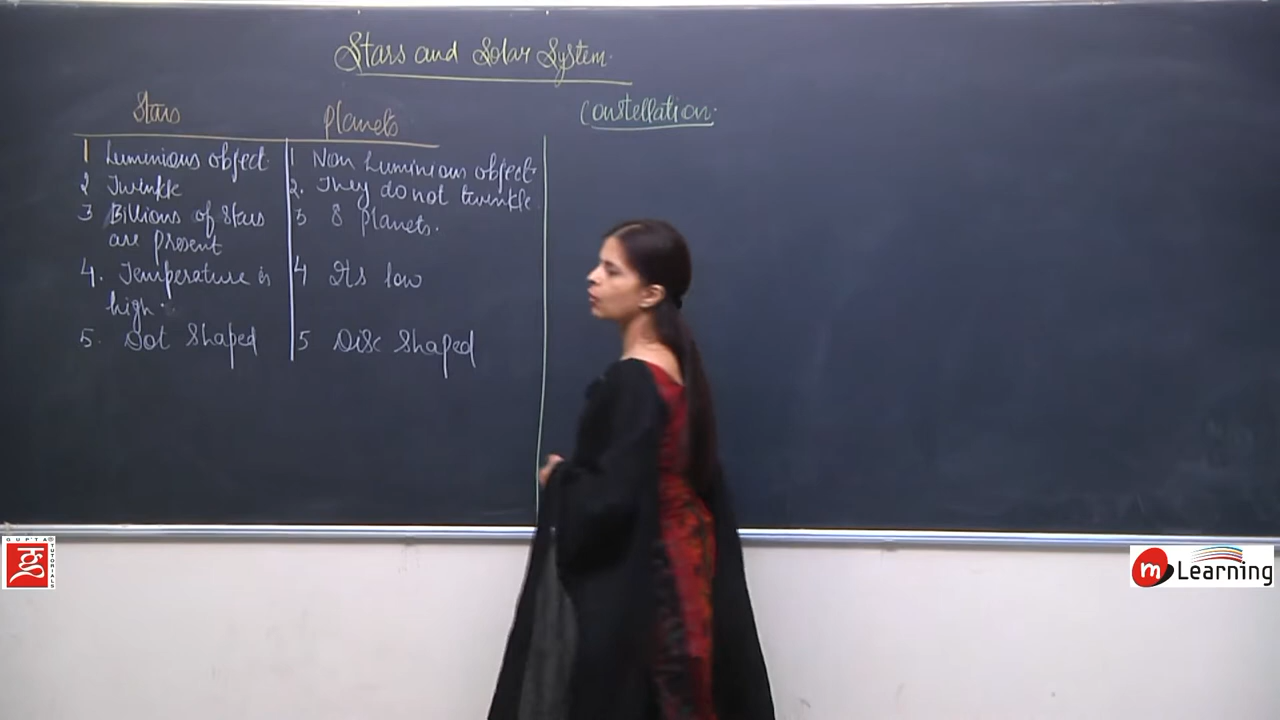 Stars and Solar System.
Stars
Planets
Constellation.
1 Luminious object.
2 Twinkle
3 Billions of Stars
are present
4. Temperature is
high.
5. Dot Shaped
1 Non Luminious object.
2. They do not twinkle.
3 8 Planets.
4 Its low
5 Disc Shaped
GUPTA
TUTORIALS
m Learning